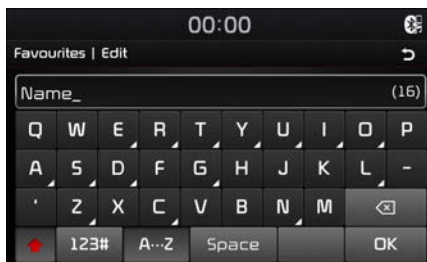 00:00
Favourites | Edit
Name_ (16)
Q W E R T Y U I O P
A S D F G H J K L -
' Z X C V B N M
123# A···Z Space OK